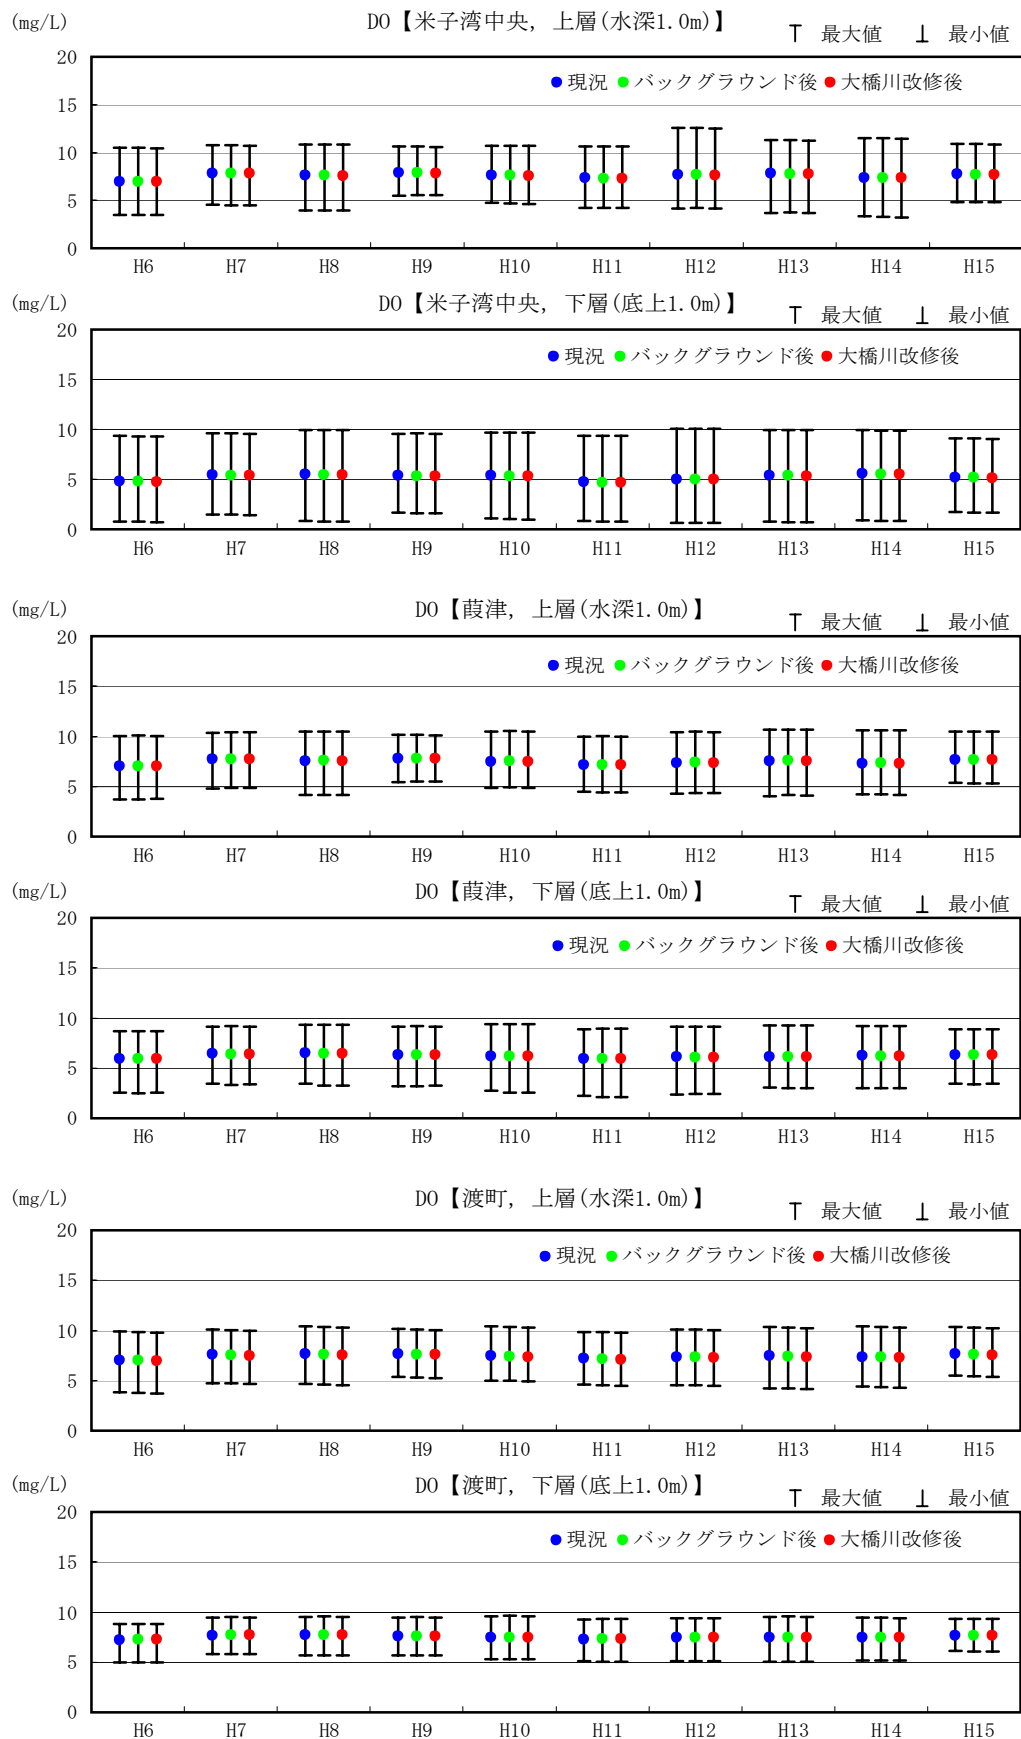 (mg/L) DO【米子湾中央, 上層(水深1.0m)】 最大値 最小値
20
● 現況 ● バックグラウンド後 ● 大橋川改修後
15
10
5
0
H6 H7 H8 H9 H10 H11 H12 H13 H14 H15
(mg/L) DO【米子湾中央, 下層(底上1.0m)】 最大値 最小値
20
● 現況 ● バックグラウンド後 ● 大橋川改修後
15
10
5
0
H6 H7 H8 H9 H10 H11 H12 H13 H14 H15
(mg/L) DO【葭津, 上層(水深1.0m)】 最大値 最小値
20
● 現況 ● バックグラウンド後 ● 大橋川改修後
15
10
5
0
H6 H7 H8 H9 H10 H11 H12 H13 H14 H15
(mg/L) DO【葭津, 下層(底上1.0m)】 最大値 最小値
20
● 現況 ● バックグラウンド後 ● 大橋川改修後
15
10
5
0
H6 H7 H8 H9 H10 H11 H12 H13 H14 H15
(mg/L) DO【渡町, 上層(水深1.0m)】 最大値 最小値
20
● 現況 ● バックグラウンド後 ● 大橋川改修後
15
10
5
0
H6 H7 H8 H9 H10 H11 H12 H13 H14 H15
(mg/L) DO【渡町, 下層(底上1.0m)】 最大値 最小値
20
● 現況 ● バックグラウンド後 ● 大橋川改修後
15
10
5
0
H6 H7 H8 H9 H10 H11 H12 H13 H14 H15